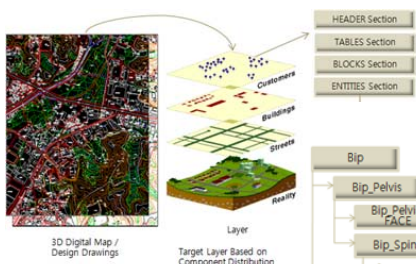 HEADER Section
TABLES Section
BLOCKS Section
ENTITIES Section
Customers
Buildings
Streets
Reality
Layer
3D Digital Map /
Design Drawings
Target Layer Based on
Component Distribution
Bip
Bip_Pelvis
Bip_Pelvi
FACE
Bip_Spin